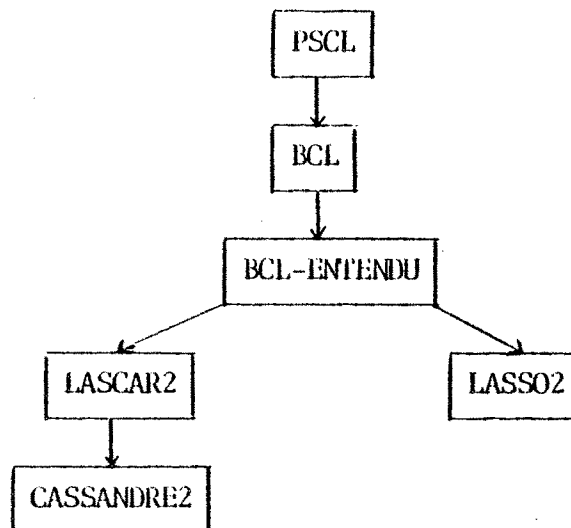 PSCL
BCL
BCL-ENTENDU
LASCAR2
LASSO2
CASSANDRE2